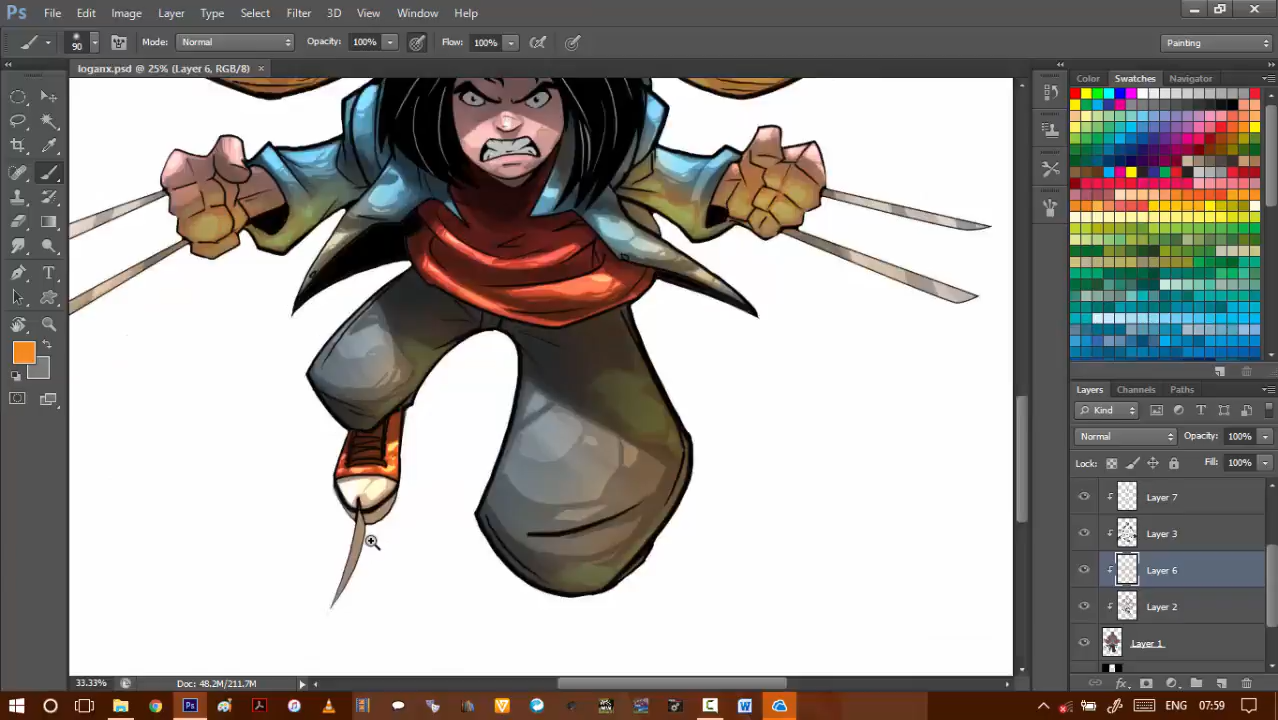 Ps File Edit Image Layer Type Select Filter 3D View Window Help
90 Mode: Normal Opacity: 100% Flow: 100% Painting
loganx.psd @ 25% (Layer 6, RGB/8) ×
Color Swatches Navigator
Layers Channels Paths
Kind
Normal Opacity: 100%
Lock: Fill: 100%
Layer 7
Layer 3
Layer 6
Layer 2
Layer 1
33.33% Doc: 48.2M/211.7M
ENG 07:59